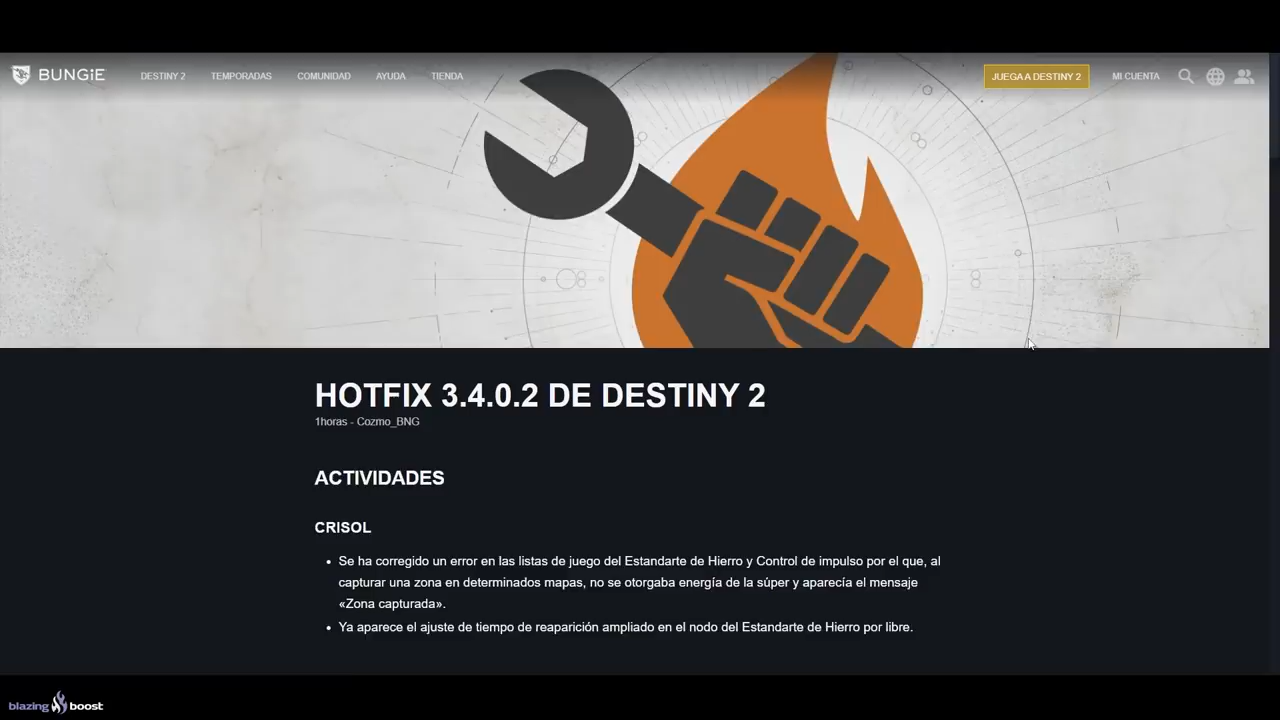 BUNGiE
DESTINY 2 TEMPORADAS COMUNIDAD AYUDA TIENDA
JUEGA A DESTINY 2 MI CUENTA
HOTFIX 3.4.0.2 DE DESTINY 2
1horas - Cozmo_BNG
ACTIVIDADES
CRISOL
• Se ha corregido un error en las listas de juego del Estandarte de Hierro y Control de impulso por el que, al
capturar una zona en determinados mapas, no se otorgaba energía de la súper y aparecía el mensaje
«Zona capturada».
• Ya aparece el ajuste de tiempo de reaparición ampliado en el nodo del Estandarte de Hierro por libre.
blazing boost